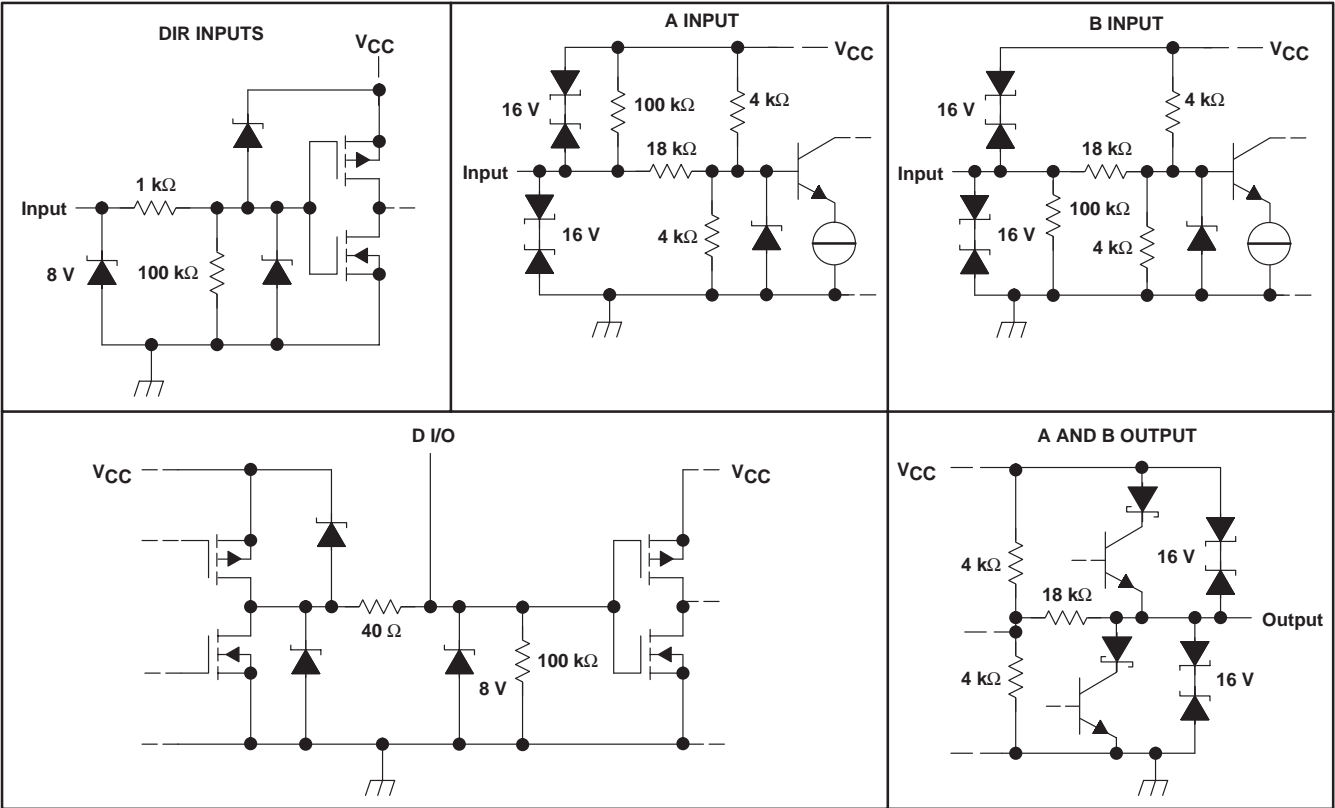 DIR INPUTS
VCC
Input
1 kΩ
8 V
100 kΩ
A INPUT
VCC
16 V
100 kΩ
4 kΩ
18 kΩ
Input
16 V
4 kΩ
B INPUT
VCC
16 V
4 kΩ
18 kΩ
Input
16 V
100 kΩ
4 kΩ
D I/O
VCC
VCC
40 Ω
8 V
100 kΩ
A AND B OUTPUT
VCC
4 kΩ
16 V
18 kΩ
Output
4 kΩ
16 V